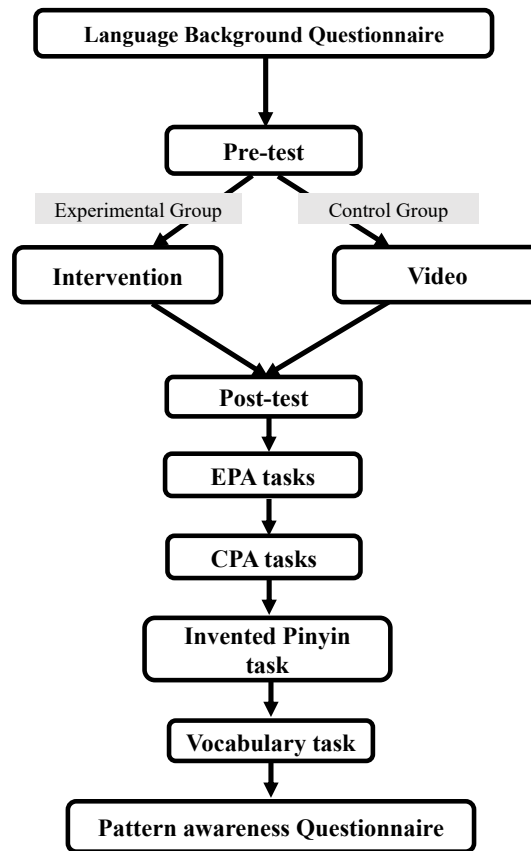 Language Background Questionnaire
Pre-test
Experimental Group
Control Group
Intervention
Video
Post-test
EPA tasks
CPA tasks
Invented Pinyin
task
Vocabulary task
Pattern awareness Questionnaire